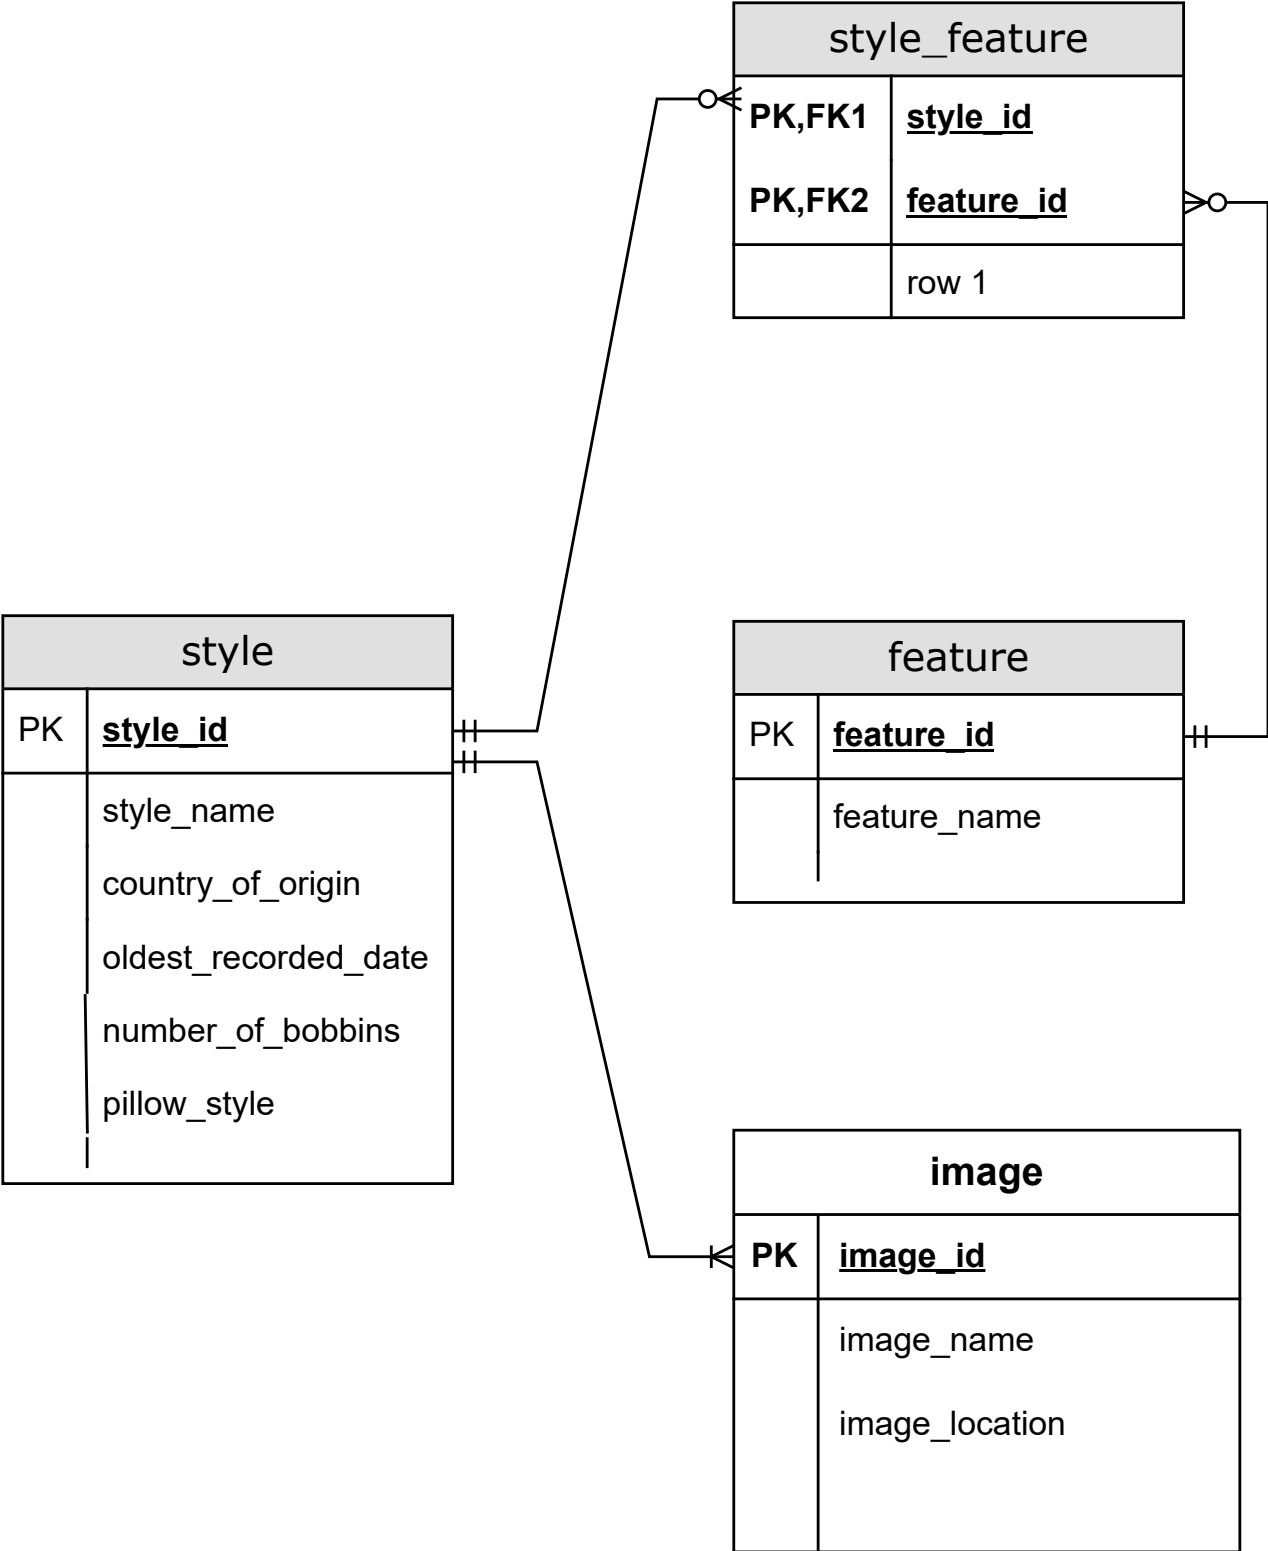 style_feature
PK,FK1 style_id
PK,FK2 feature_id
row 1
style
PK style_id
style_name
country_of_origin
oldest_recorded_date
number_of_bobbins
pillow_style
feature
PK feature_id
feature_name
image
PK image_id
image_name
image_location